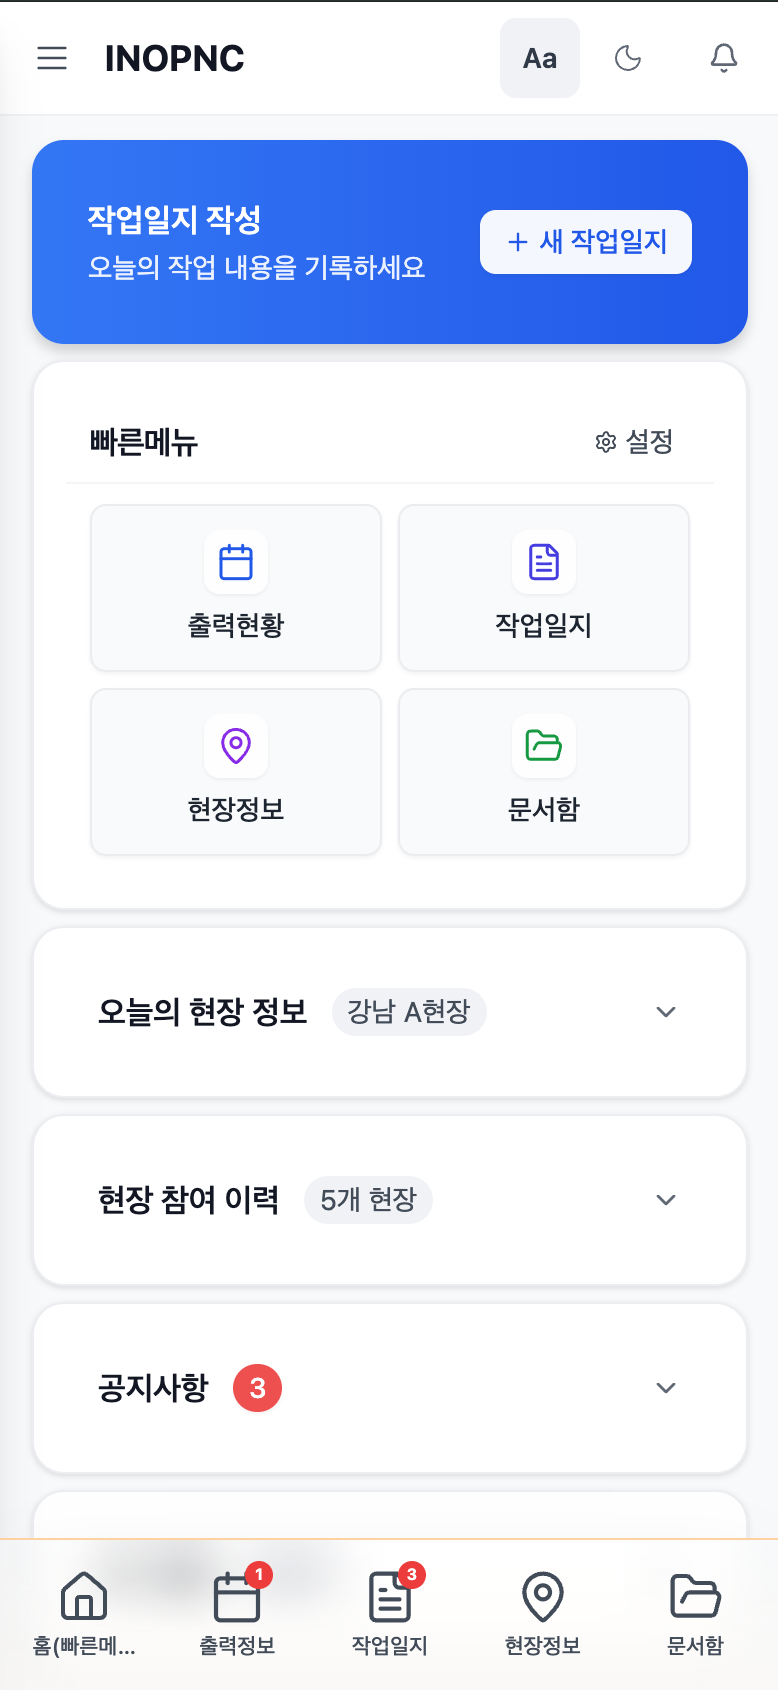 INOPNC
Aa
작업일지 작성
오늘의 작업 내용을 기록하세요
+ 새 작업일지
빠른메뉴
설정
출력현황
작업일지
현장정보
문서함
오늘의 현장 정보
강남 A현장
현장 참여 이력
5개 현장
공지사항
3
1
3
홈(빠른메...
출력정보
작업일지
현장정보
문서함